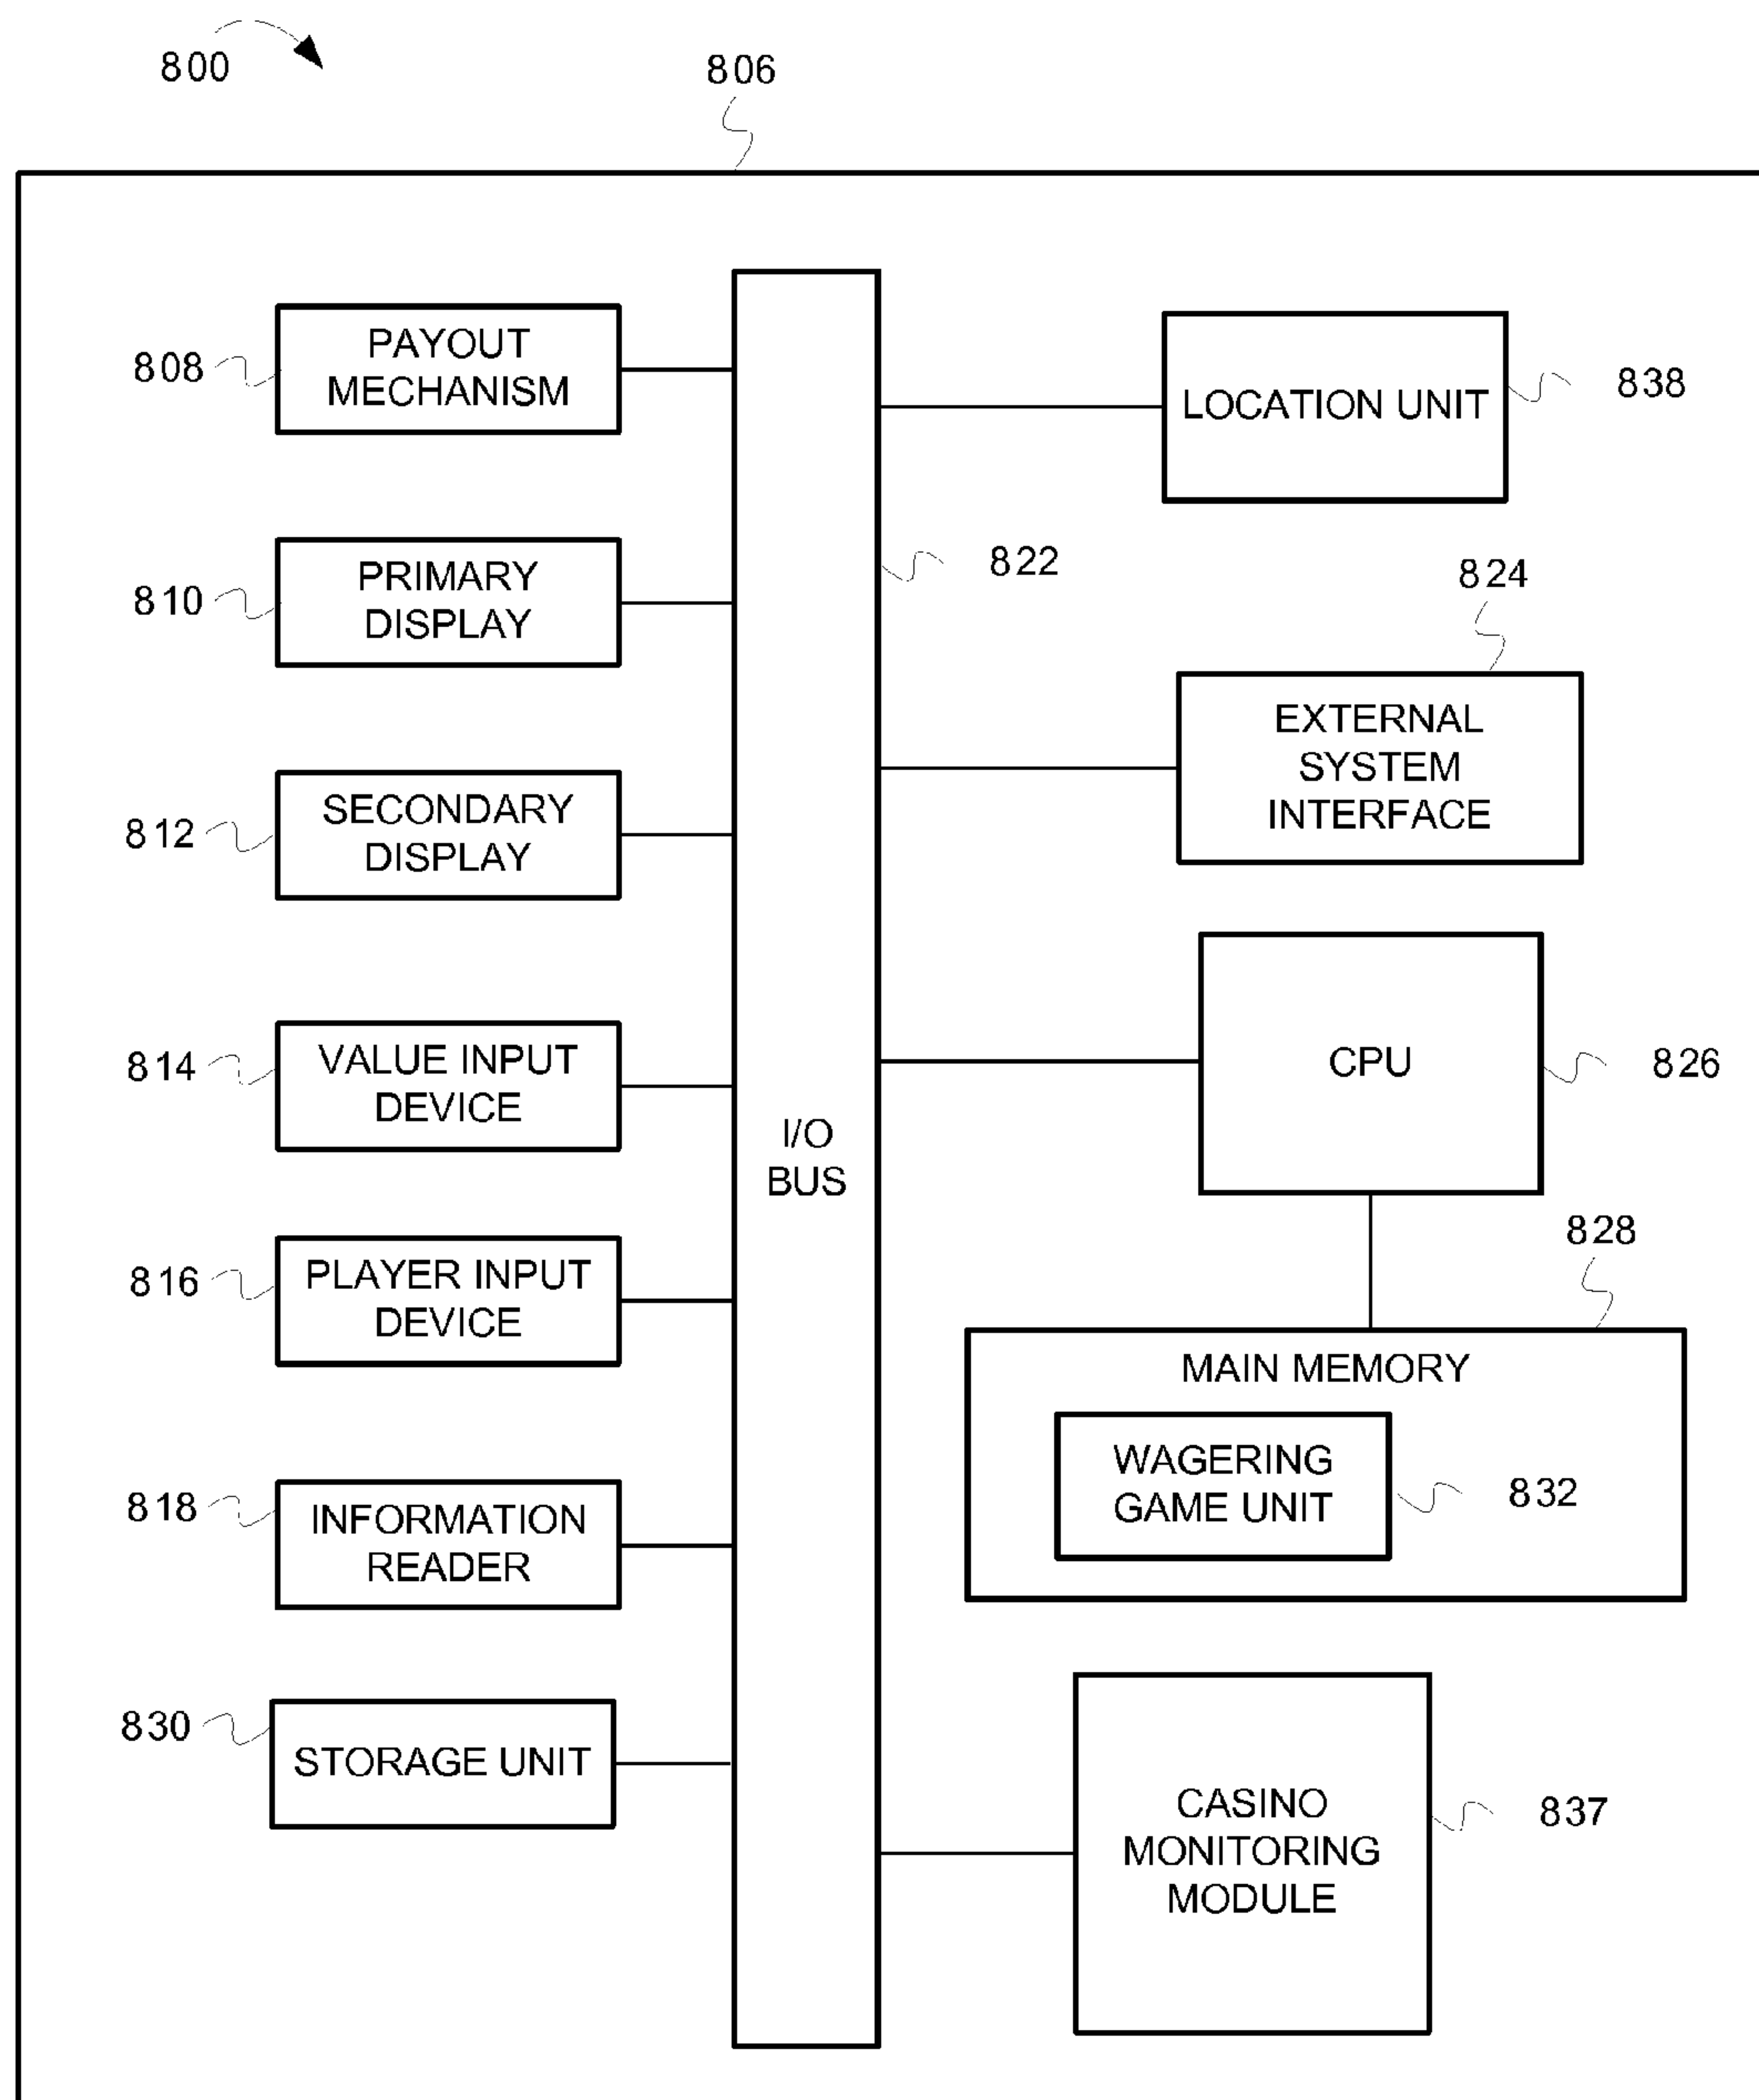 800
806
808
PAYOUT
MECHANISM
LOCATION UNIT
838
810
PRIMARY
DISPLAY
822
824
812
SECONDARY
DISPLAY
EXTERNAL
SYSTEM
INTERFACE
814
VALUE INPUT
DEVICE
I/O
BUS
CPU
826
816
PLAYER INPUT
DEVICE
828
MAIN MEMORY
WAGERING
GAME UNIT
832
818
INFORMATION
READER
830
STORAGE UNIT
CASINO
MONITORING
MODULE
837